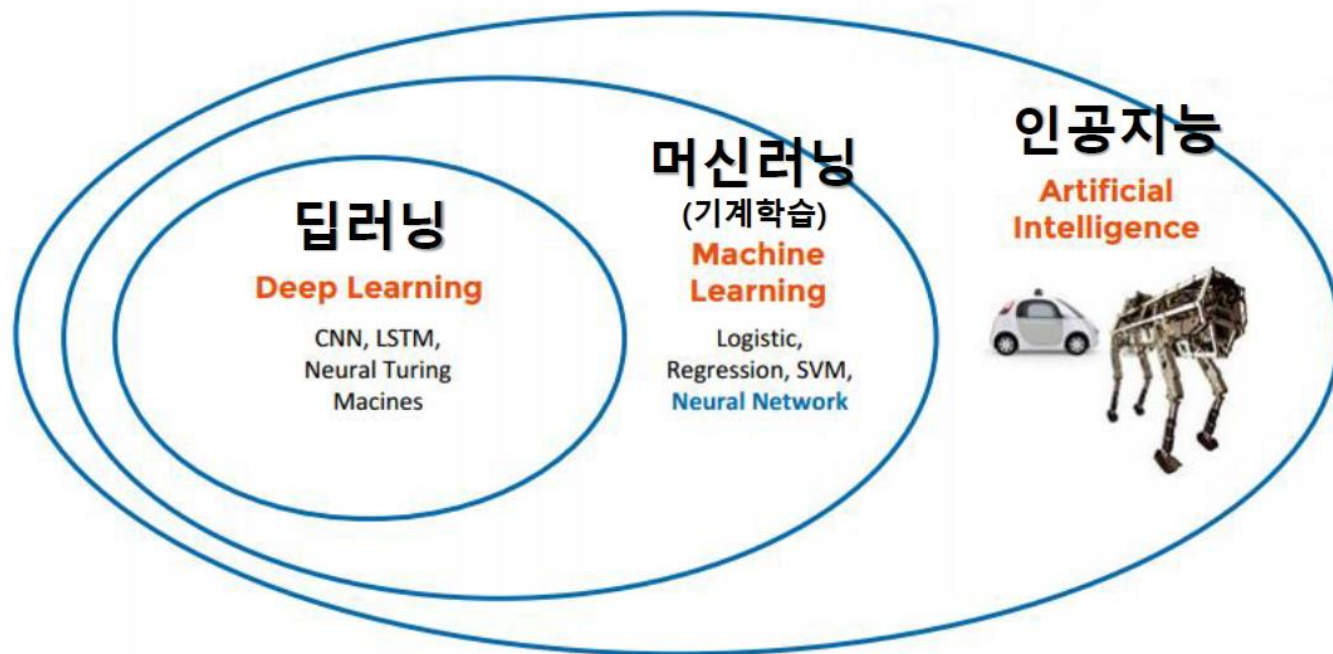 딥러닝
Deep Learning
CNN, LSTM,
Neural Turing
Macines
머신러닝
(기계학습)
Machine
Learning
Logistic,
Regression, SVM,
Neural Network
인공지능
Artificial
Intelligence